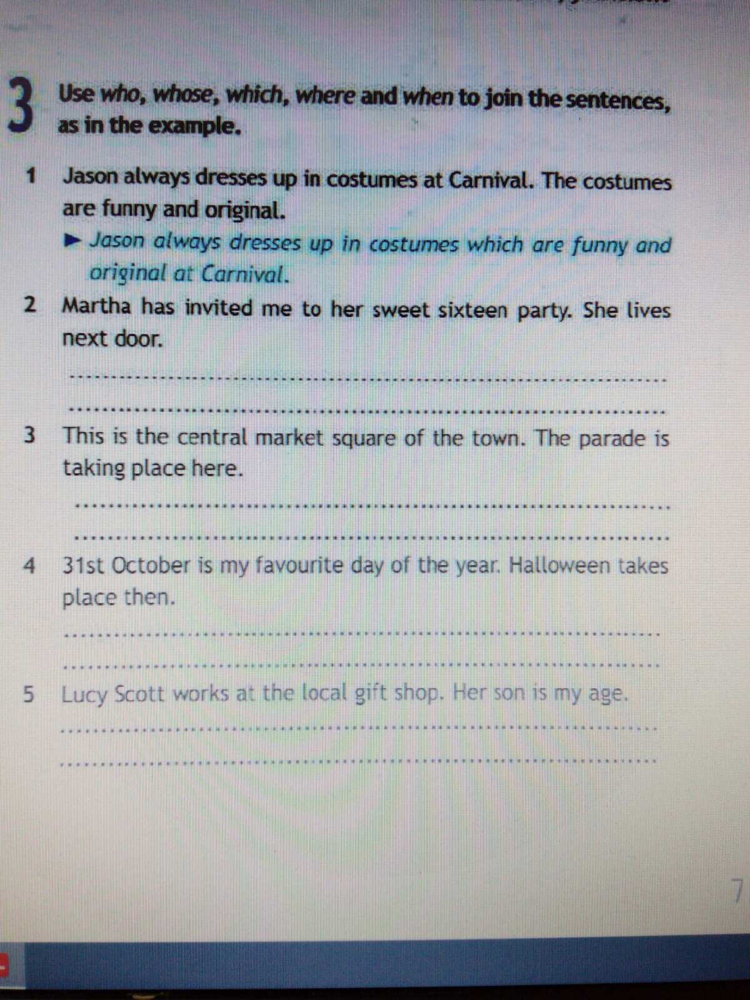 3 Use who, whose, which, where and when to join the sentences,
as in the example.
1 Jason always dresses up in costumes at Carnival. The costumes
are funny and original.
► Jason always dresses up in costumes which are funny and
original at Carnival.
2 Martha has invited me to her sweet sixteen party. She lives
next door.
3 This is the central market square of the town. The parade is
taking place here.
4 31st October is my favourite day of the year. Halloween takes
place then.
5 Lucy Scott works at the local gift shop. Her son is my age.
7